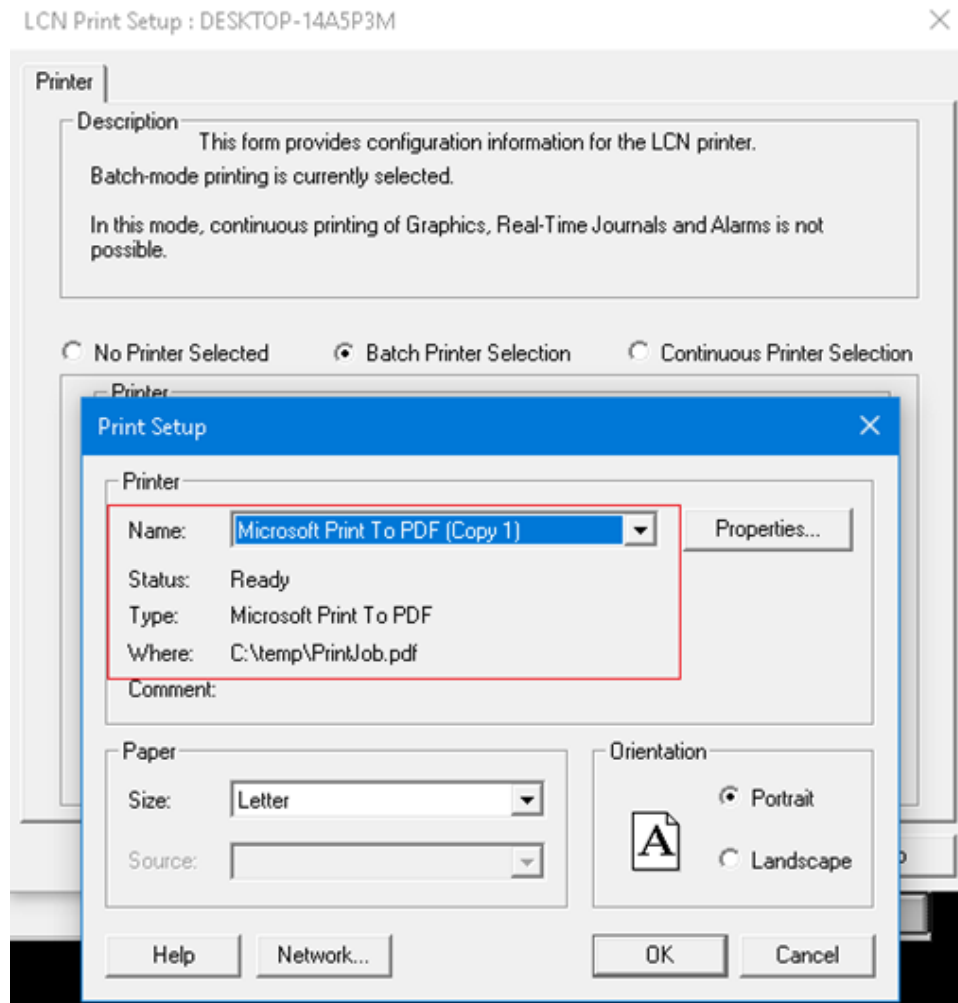 LCN Print Setup : DESKTOP-14A5P3M
Printer
Description
This form provides configuration information for the LCN printer.
Batch-mode printing is currently selected.
In this mode, continuous printing of Graphics, Real-Time Journals and Alarms is not
possible.
No Printer Selected
Batch Printer Selection
Continuous Printer Selection
Printer
Print Setup
Printer
Name:
Microsoft Print To PDF (Copy 1)
Properties...
Status:
Ready
Type:
Microsoft Print To PDF
Where:
C:\temp\PrintJob.pdf
Comment:
Paper
Size:
Letter
Source:
Orientation
A
Portrait
Landscape
Help
Network...
OK
Cancel